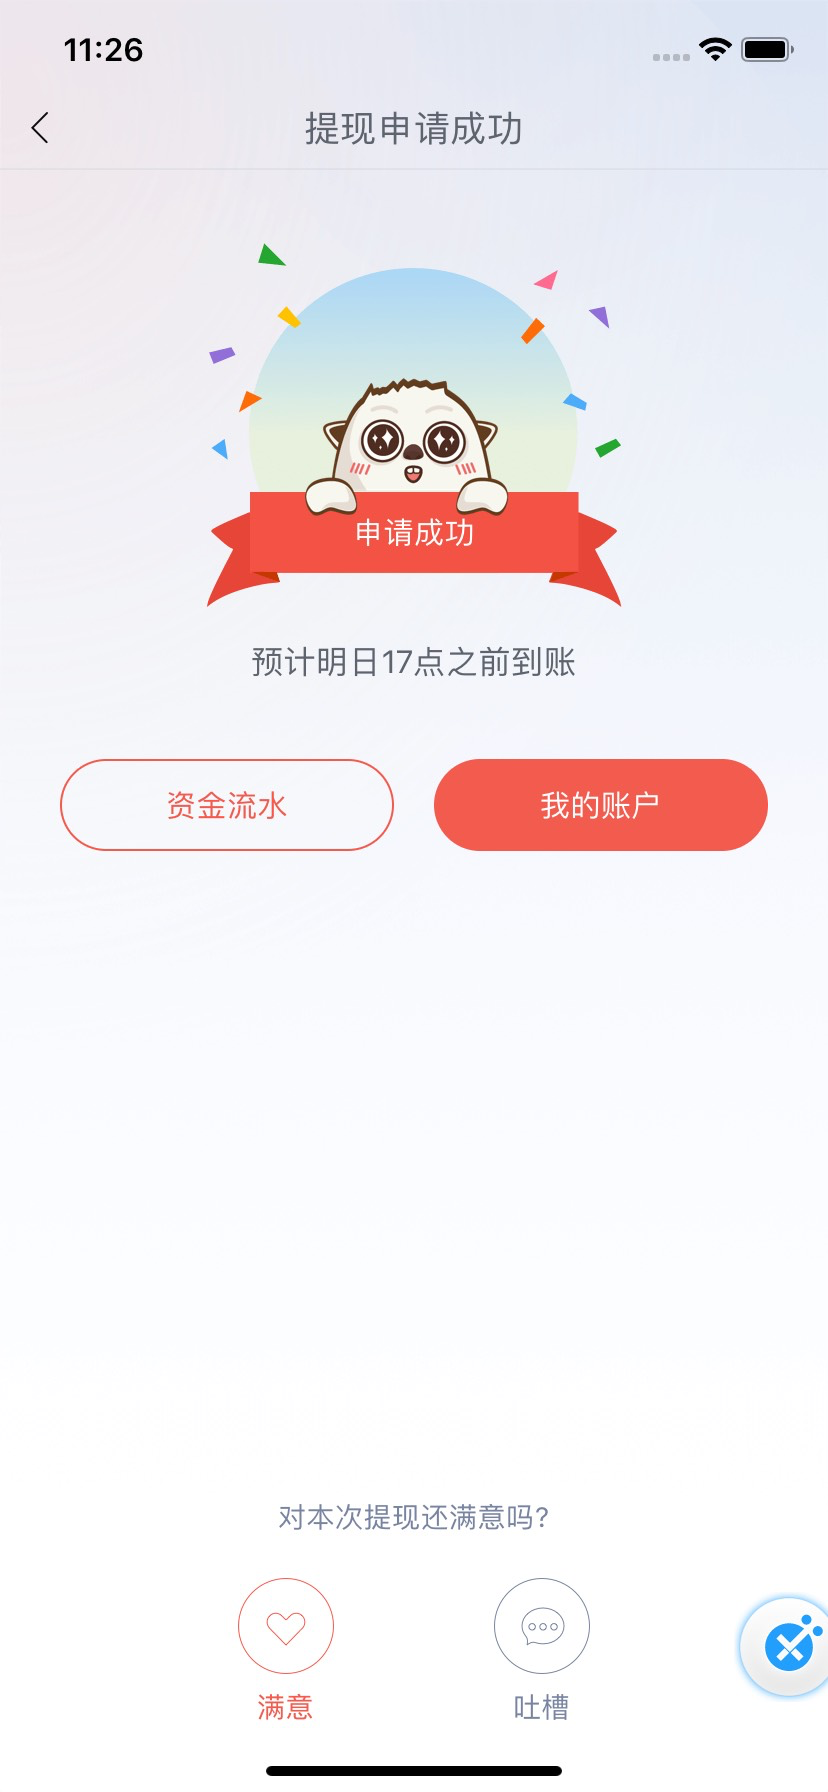 11:26
提现申请成功
申请成功
预计明日17点之前到账
资金流水
我的账户
对本次提现还满意吗?
满意
吐槽